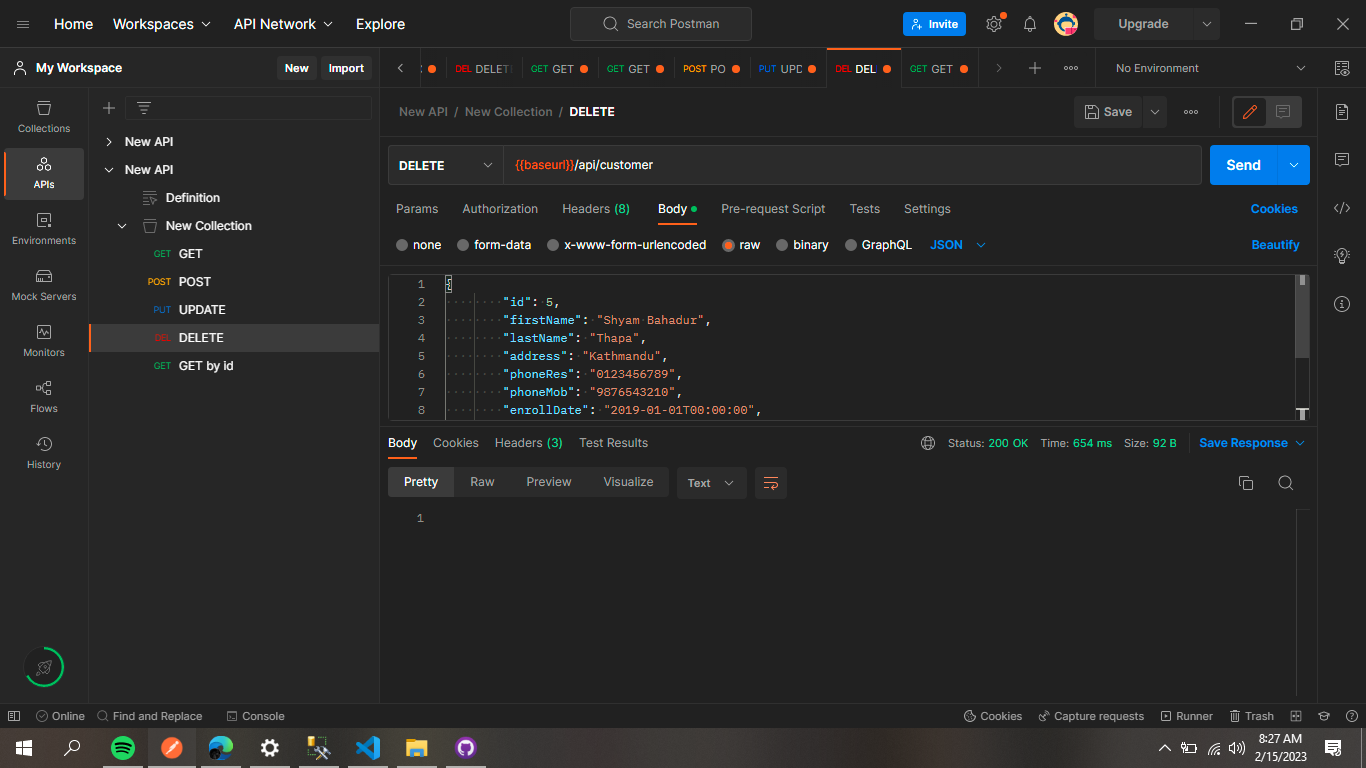 Home Workspaces API Network Explore Search Postman Invite Upgrade
My Workspace New Import
DEL DELET GET GET GET GET POST PO PUT UPD DEL DEL GET GET No Environment
Collections
APIs
Environments
Mock Servers
Monitors
Flows
History
New API
New API
Definition
New Collection
GET GET
POST POST
PUT UPDATE
DEL DELETE
GET GET by id
New API / New Collection / DELETE Save
DELETE {{baseurl}}/api/customer Send
Params Authorization Headers (8) Body Pre-request Script Tests Settings Cookies
none form-data x-www-form-urlencoded raw binary GraphQL JSON Beautify
1 {
2 "id": 5,
3 "firstName": "Shyam Bahadur",
4 "lastName": "Thapa",
5 "address": "Kathmandu",
6 "phoneRes": "0123456789",
7 "phoneMob": "9876543210",
8 "enrollDate": "2019-01-01T00:00:00",
Body Cookies Headers (3) Test Results Status: 200 OK Time: 654 ms Size: 92 B Save Response
Pretty Raw Preview Visualize Text
1
Online Find and Replace Console Cookies Capture requests Runner Trash
8:27 AM
2/15/2023